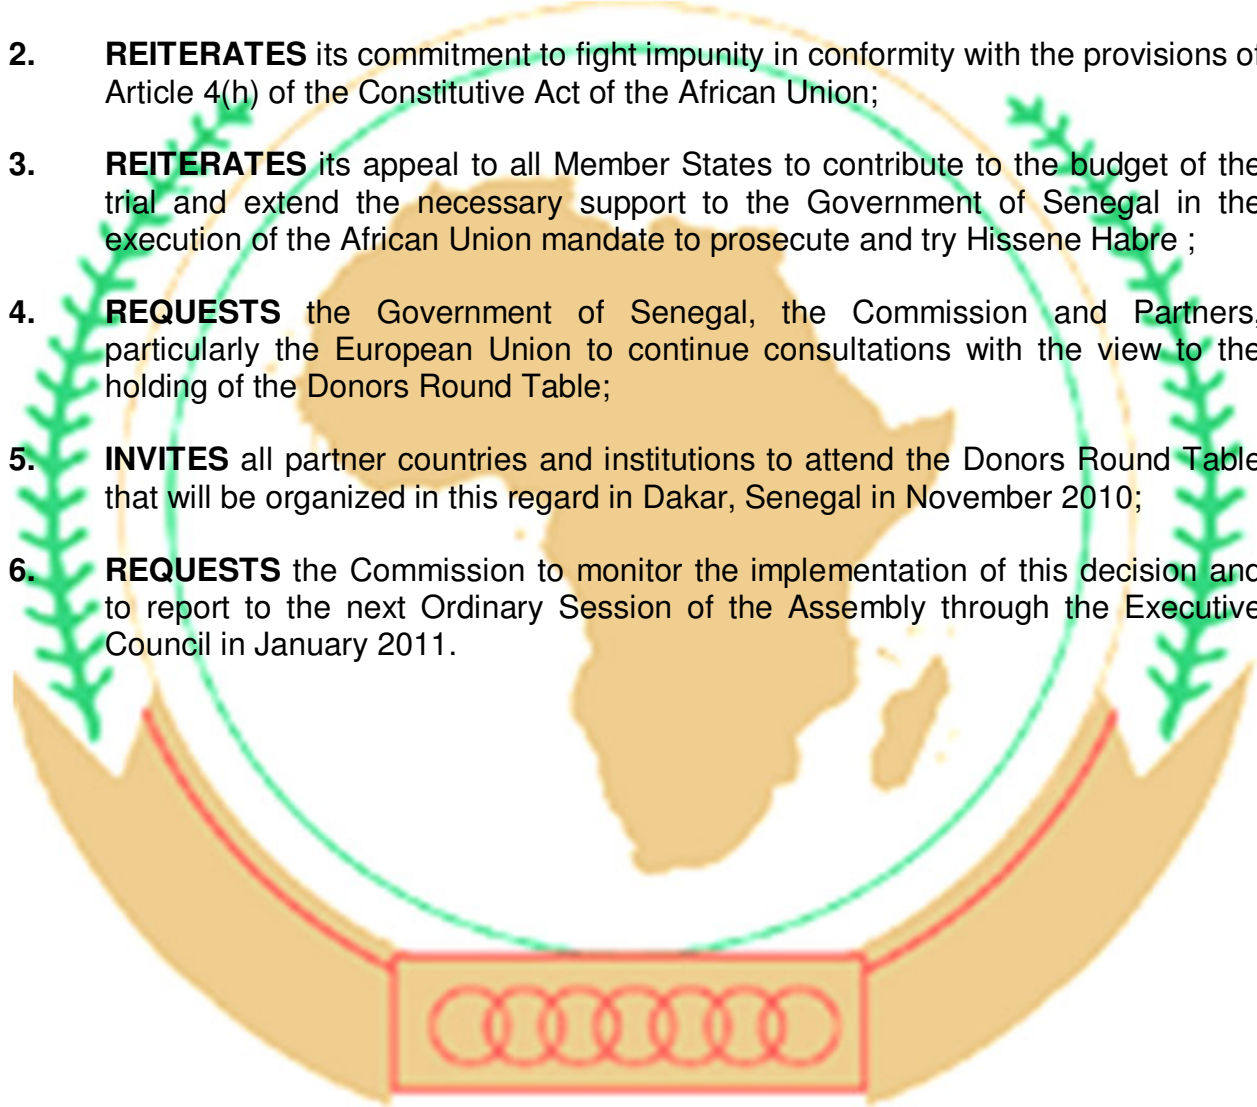 2. REITERATES its commitment to fight impunity in conformity with the provisions of
Article 4(h) of the Constitutive Act of the African Union;
3. REITERATES its appeal to all Member States to contribute to the budget of the
trial and extend the necessary support to the Government of Senegal in the
execution of the African Union mandate to prosecute and try Hissene Habre ;
4. REQUESTS the Government of Senegal, the Commission and Partners,
particularly the European Union to continue consultations with the view to the
holding of the Donors Round Table;
5. INVITES all partner countries and institutions to attend the Donors Round Table
that will be organized in this regard in Dakar, Senegal in November 2010;
6. REQUESTS the Commission to monitor the implementation of this decision and
to report to the next Ordinary Session of the Assembly through the Executive
Council in January 2011.